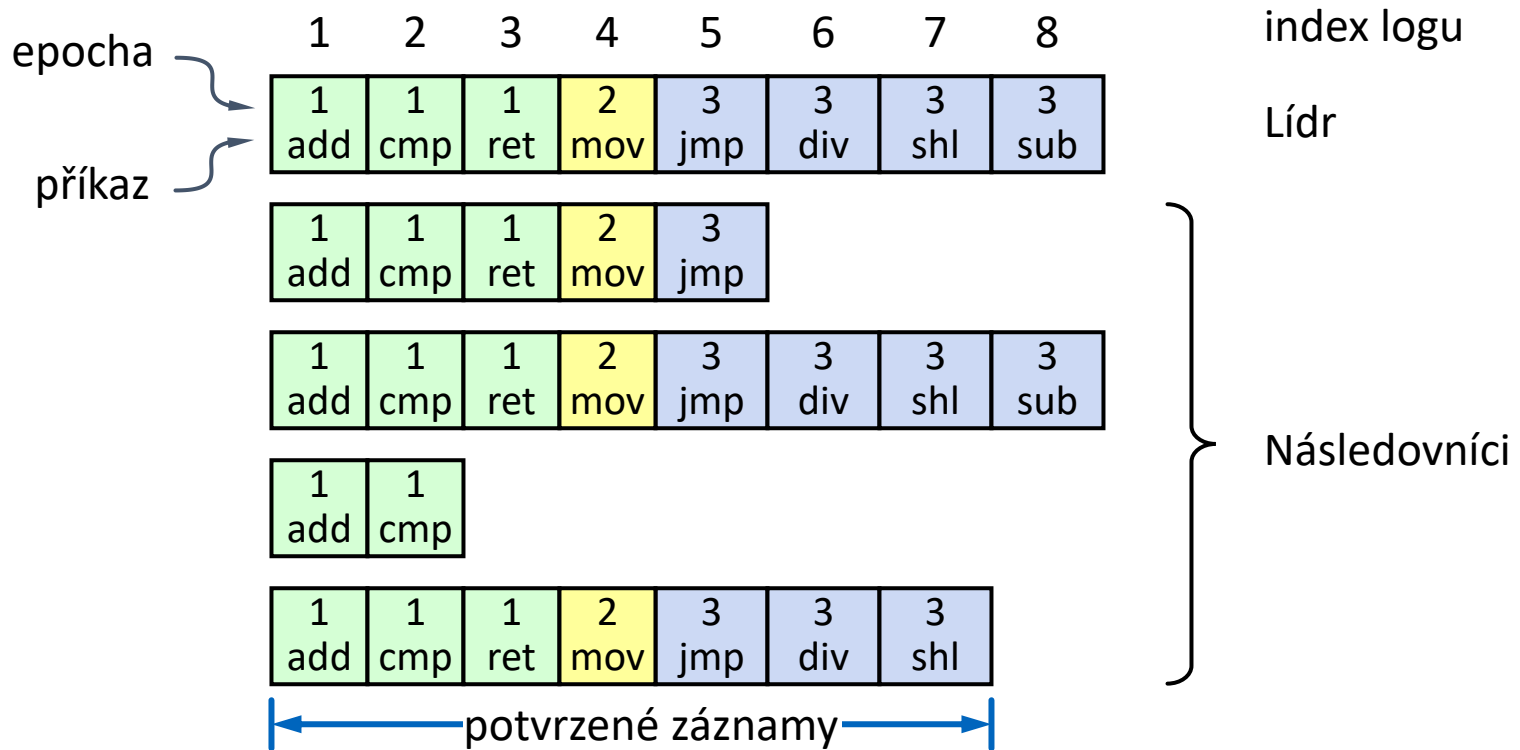 1 2 3 4 5 6 7 8 index logu
epocha
1 1 1 2 3 3 3 3
add cmp ret mov jmp div shl sub
Lídr
příkaz
1 1 1 2 3
add cmp ret mov jmp
1 1 1 2 3 3 3 3
add cmp ret mov jmp div shl sub
Následovníci
1 1
add cmp
1 1 1 2 3 3 3
add cmp ret mov jmp div shl
potvrzené záznamy